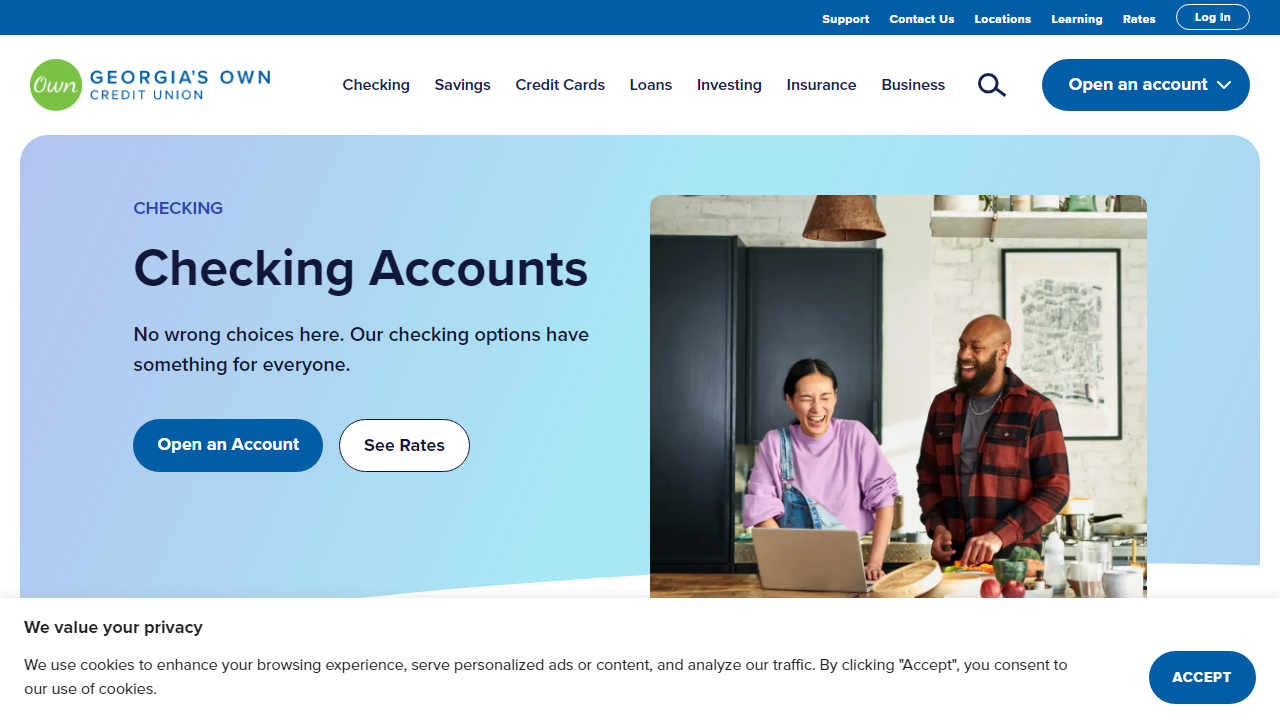 Support Contact Us Locations Learning Rates Log In
Own GEORGIA'S OWN
CREDIT UNION
Checking Savings Credit Cards Loans Investing Insurance Business Open an account
CHECKING
Checking Accounts
No wrong choices here. Our checking options have
something for everyone.
Open an Account See Rates
We value your privacy
We use cookies to enhance your browsing experience, serve personalized ads or content, and analyze our traffic. By clicking "Accept", you consent to
our use of cookies.
ACCEPT